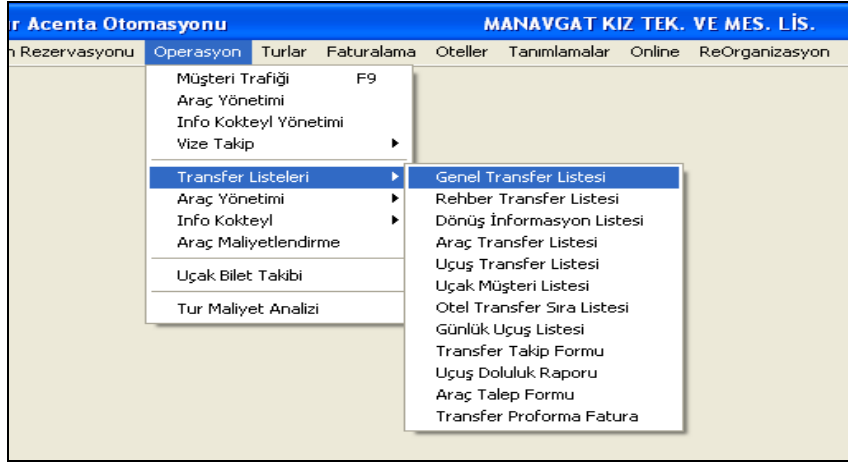 r Acenta Otomasyonu MANAVGAT KIZ TEK. VE MES. LİS.
Rezervasyonu Operasyon Turlar Faturalama Oteller Tanımlamalar Online ReOrganizasyon
Müşteri Trafiği F9
Araç Yönetimi
Info Kokteyl Yönetimi
Vize Takip
Transfer Listeleri
Araç Yönetimi
Info Kokteyl
Araç Maliyetlendirme
Uçak Bilet Takibi
Tur Maliyet Analizi
Genel Transfer Listesi
Rehber Transfer Listesi
Dönüş İnformasyon Listesi
Araç Transfer Listesi
Uçuş Transfer Listesi
Uçak Müşteri Listesi
Otel Transfer Sıra Listesi
Günlük Uçuş Listesi
Transfer Takip Formu
Uçuş Doluluk Raporu
Araç Talep Formu
Transfer Proforma Fatura